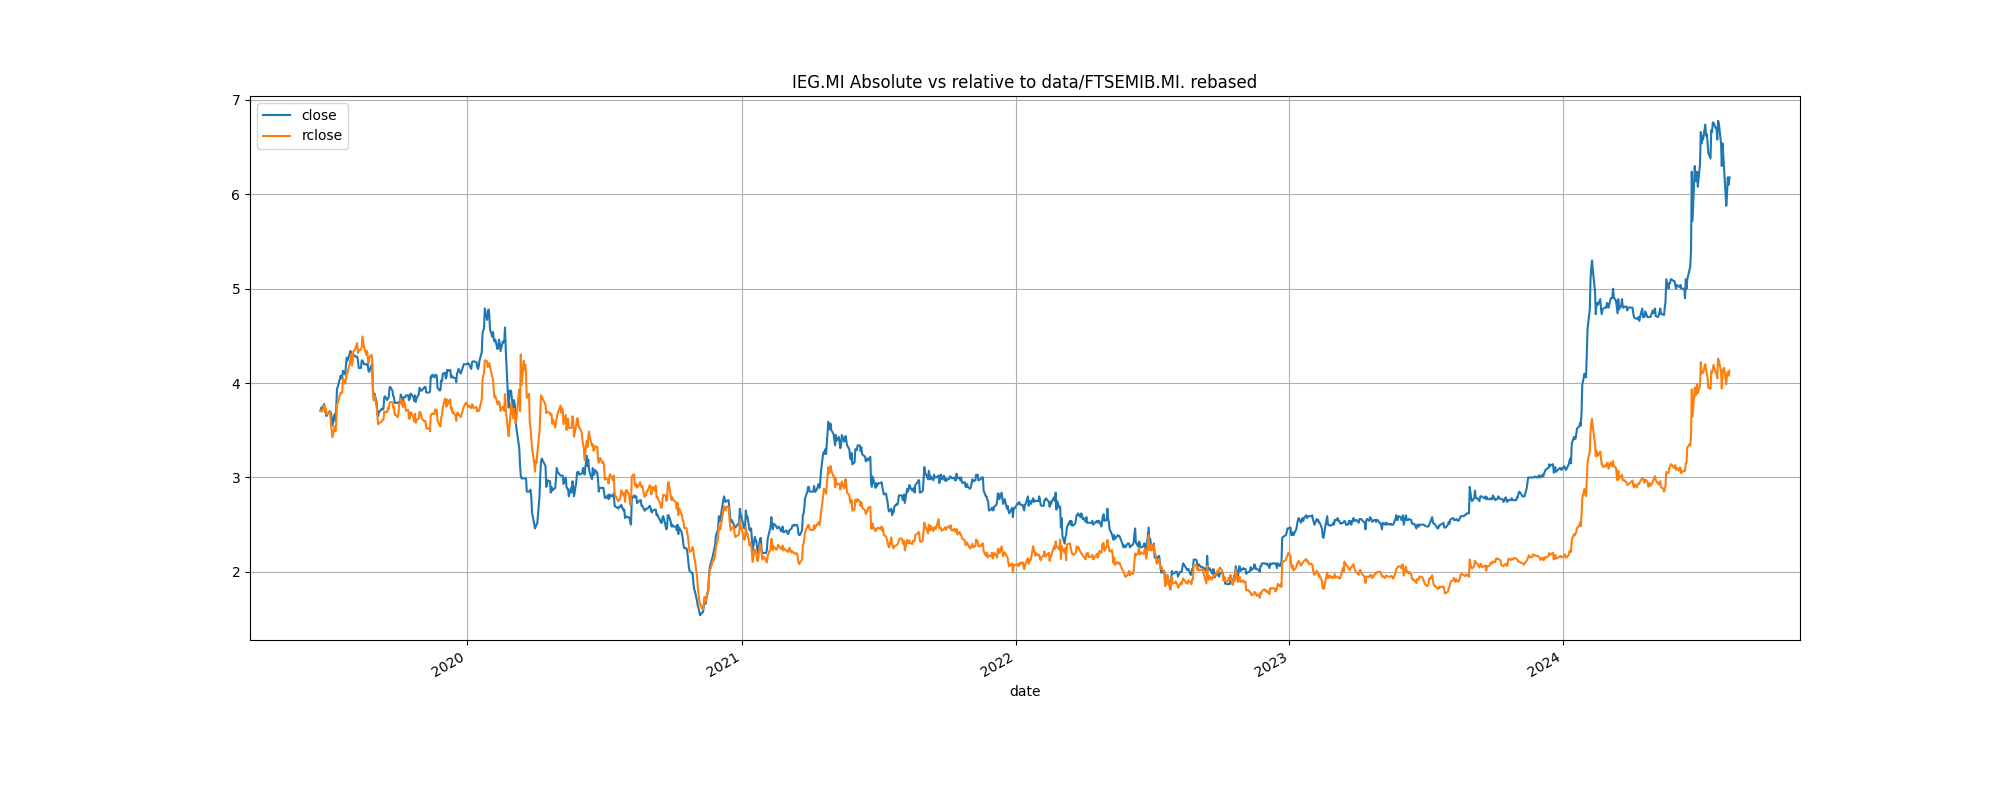 IEG.MI Absolute vs relative to data/FTSEMIB.MI. rebased
close
rclose
7
6
5
4
3
2
2020
2021
2022
2023
2024
date